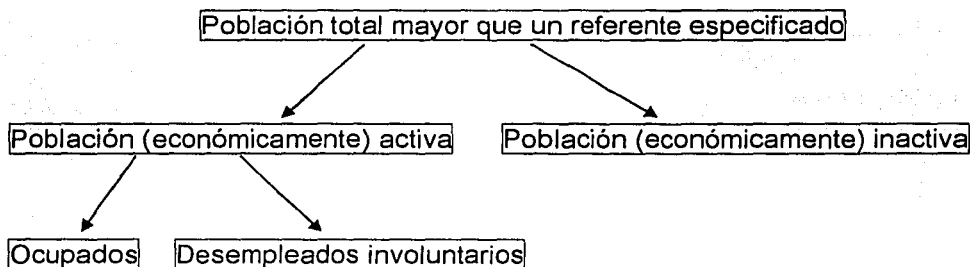 Población total mayor que un referente especificado
Población (económicamente) activa
Población (económicamente) inactiva
Ocupados
Desempleados involuntarios